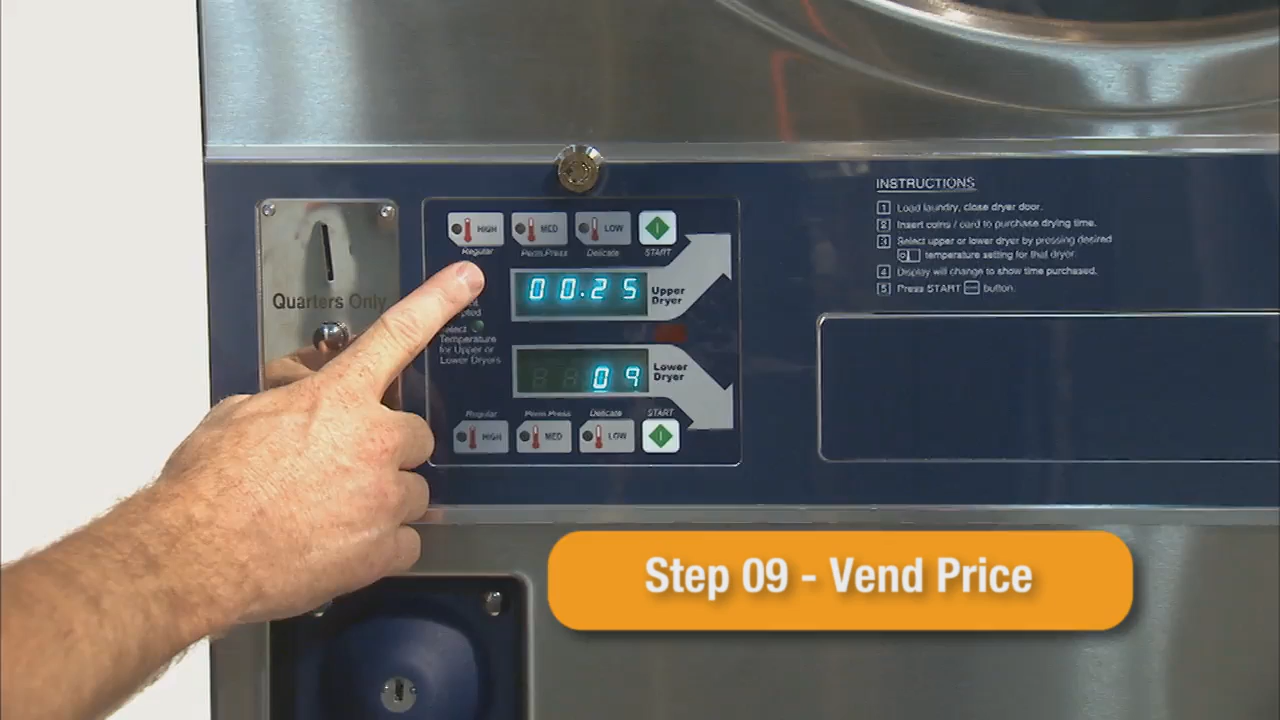 INSTRUCTIONS
1 Load laundry, close dryer door.
2 Insert coins / card to purchase drying time.
3 Select upper or lower dryer by pressing desired
temperature setting for that dryer.
4 Display will change to show time purchased.
5 Press START button.
HIGH
MED
LOW
Regular
Perm Press
Delicate
START
Quarters Only
00.25
Upper
Dryer
Select
Temperature
for Upper or
Lower Dryers
09
Lower
Dryer
Regular
Perm Press
Delicate
START
HIGH
MED
LOW
Step 09 - Vend Price